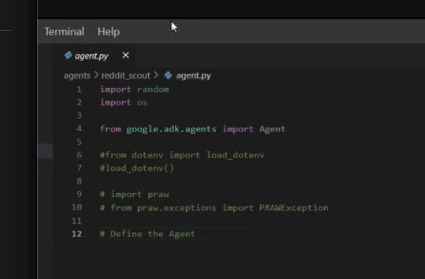 Terminal Help
agent.py ×
agents > reddit_scout > agent.py
1 import random
2 import os
3
4 from google.adk.agents import Agent
5
6 #from dotenv import load_dotenv
7 #load_dotenv()
8
9 # import praw
10 # from praw.exceptions import PRAWException
11
12 # Define the Agent